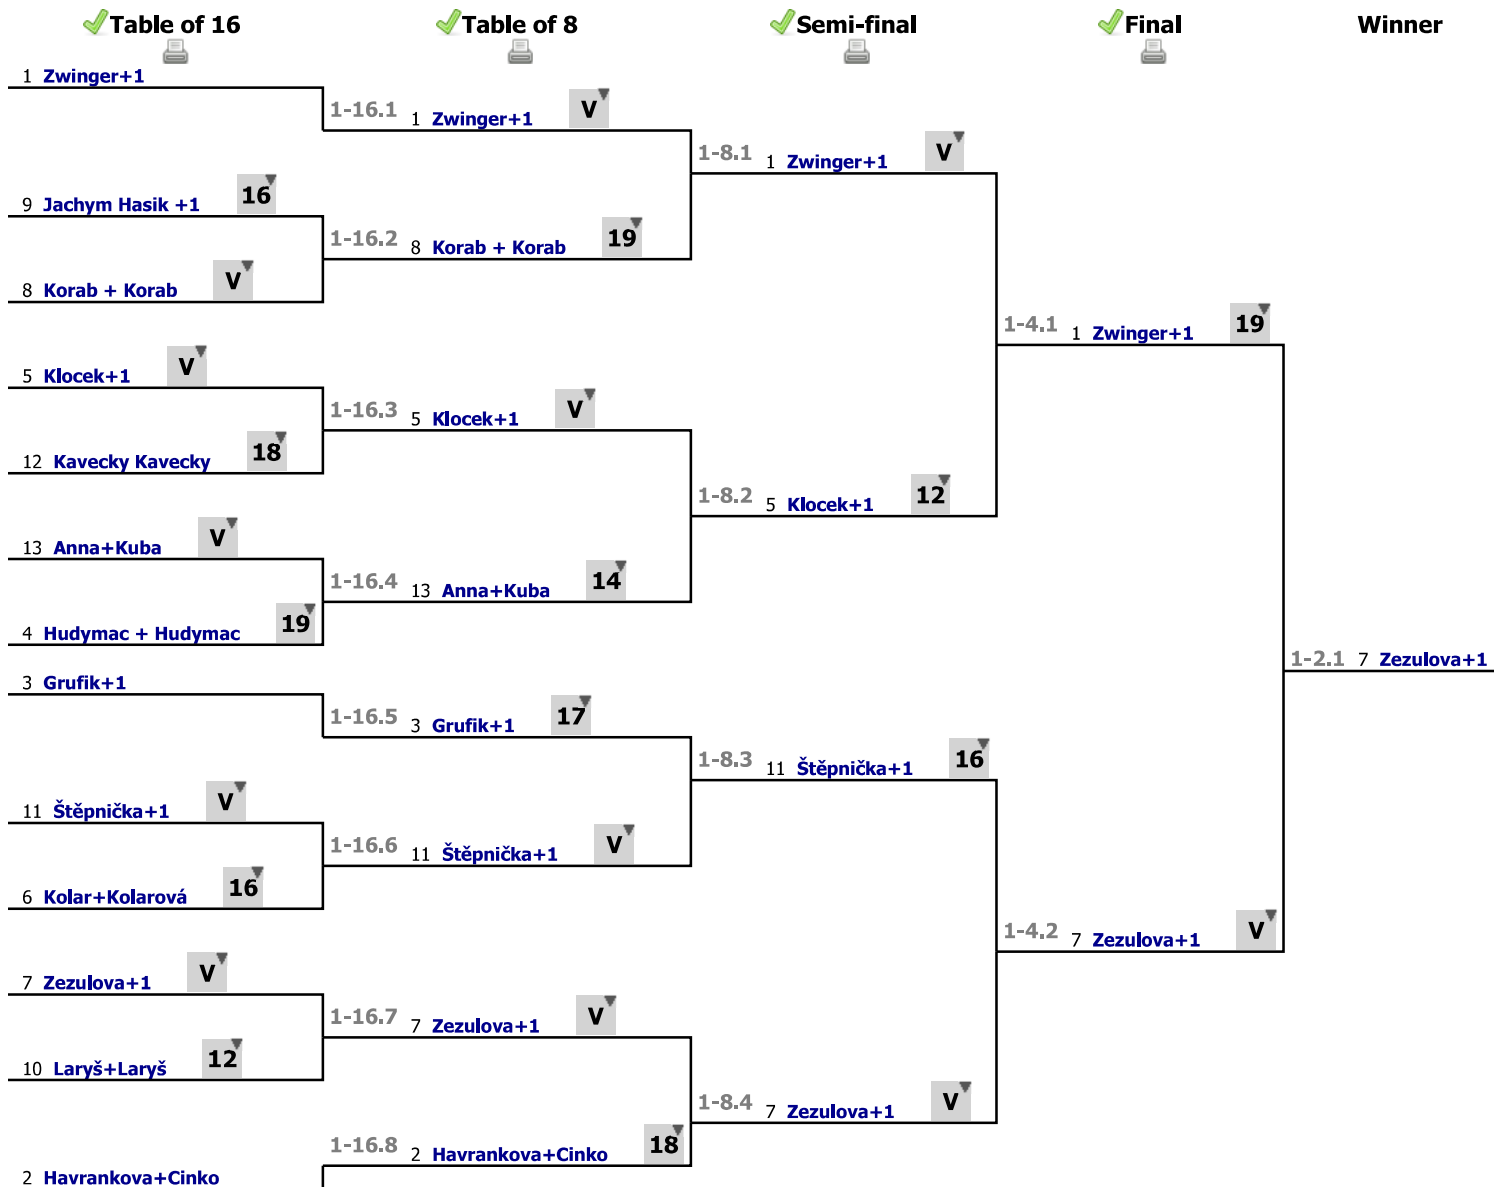 Table of 16
Table of 8
Semi-final
Final
Winner
1 Zwinger+1
1-16.1 1 Zwinger+1 V
1-8.1 1 Zwinger+1 V
9 Jachym Hasik +1 16
1-16.2 8 Korab + Korab 19
8 Korab + Korab V
1-4.1 1 Zwinger+1 19
5 Klocek+1 V
1-16.3 5 Klocek+1 V
12 Kavecky Kavecky 18
1-8.2 5 Klocek+1 12
13 Anna+Kuba V
1-16.4 13 Anna+Kuba 14
4 Hudymac + Hudymac 19
1-2.1 7 Zezulova+1
3 Grufik+1
1-16.5 3 Grufik+1 17
1-8.3 11 Štěpnička+1 16
11 Štěpnička+1 V
1-16.6 11 Štěpnička+1 V
6 Kolar+Kolarová 16
1-4.2 7 Zezulova+1 V
7 Zezulova+1 V
1-16.7 7 Zezulova+1 V
10 Laryš+Laryš 12
1-8.4 7 Zezulova+1 V
1-16.8 2 Havrankova+Cinko 18
2 Havrankova+Cinko